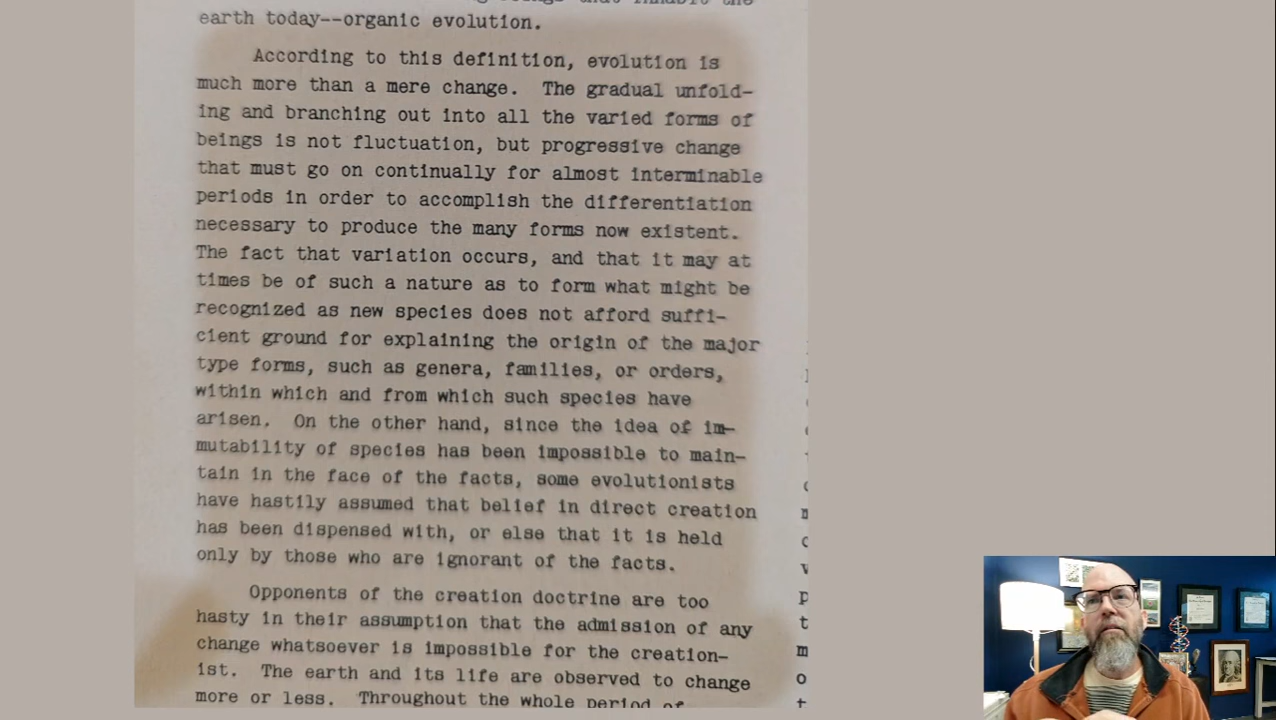 earth today--organic evolution.
According to this definition, evolution is
much more than a mere change. The gradual unfold-
ing and branching out into all the varied forms of
beings is not fluctuation, but progressive change
that must go on continually for almost interminable
periods in order to accomplish the differentiation
necessary to produce the many forms now existent.
The fact that variation occurs, and that it may at
times be of such a nature as to form what might be
recognized as new species does not afford suffi-
cient ground for explaining the origin of the major
type forms, such as genera, families, or orders,
within which and from which such species have
arisen. On the other hand, since the idea of im-
mutability of species has been impossible to main-
tain in the face of the facts, some evolutionists
have hastily assumed that belief in direct creation
has been dispensed with, or else that it is held
only by those who are ignorant of the facts.
Opponents of the creation doctrine are too
hasty in their assumption that the admission of any
change whatsoever is impossible for the creation-
ist. The earth and its life are observed to change
more or less. Throughout the whole period of